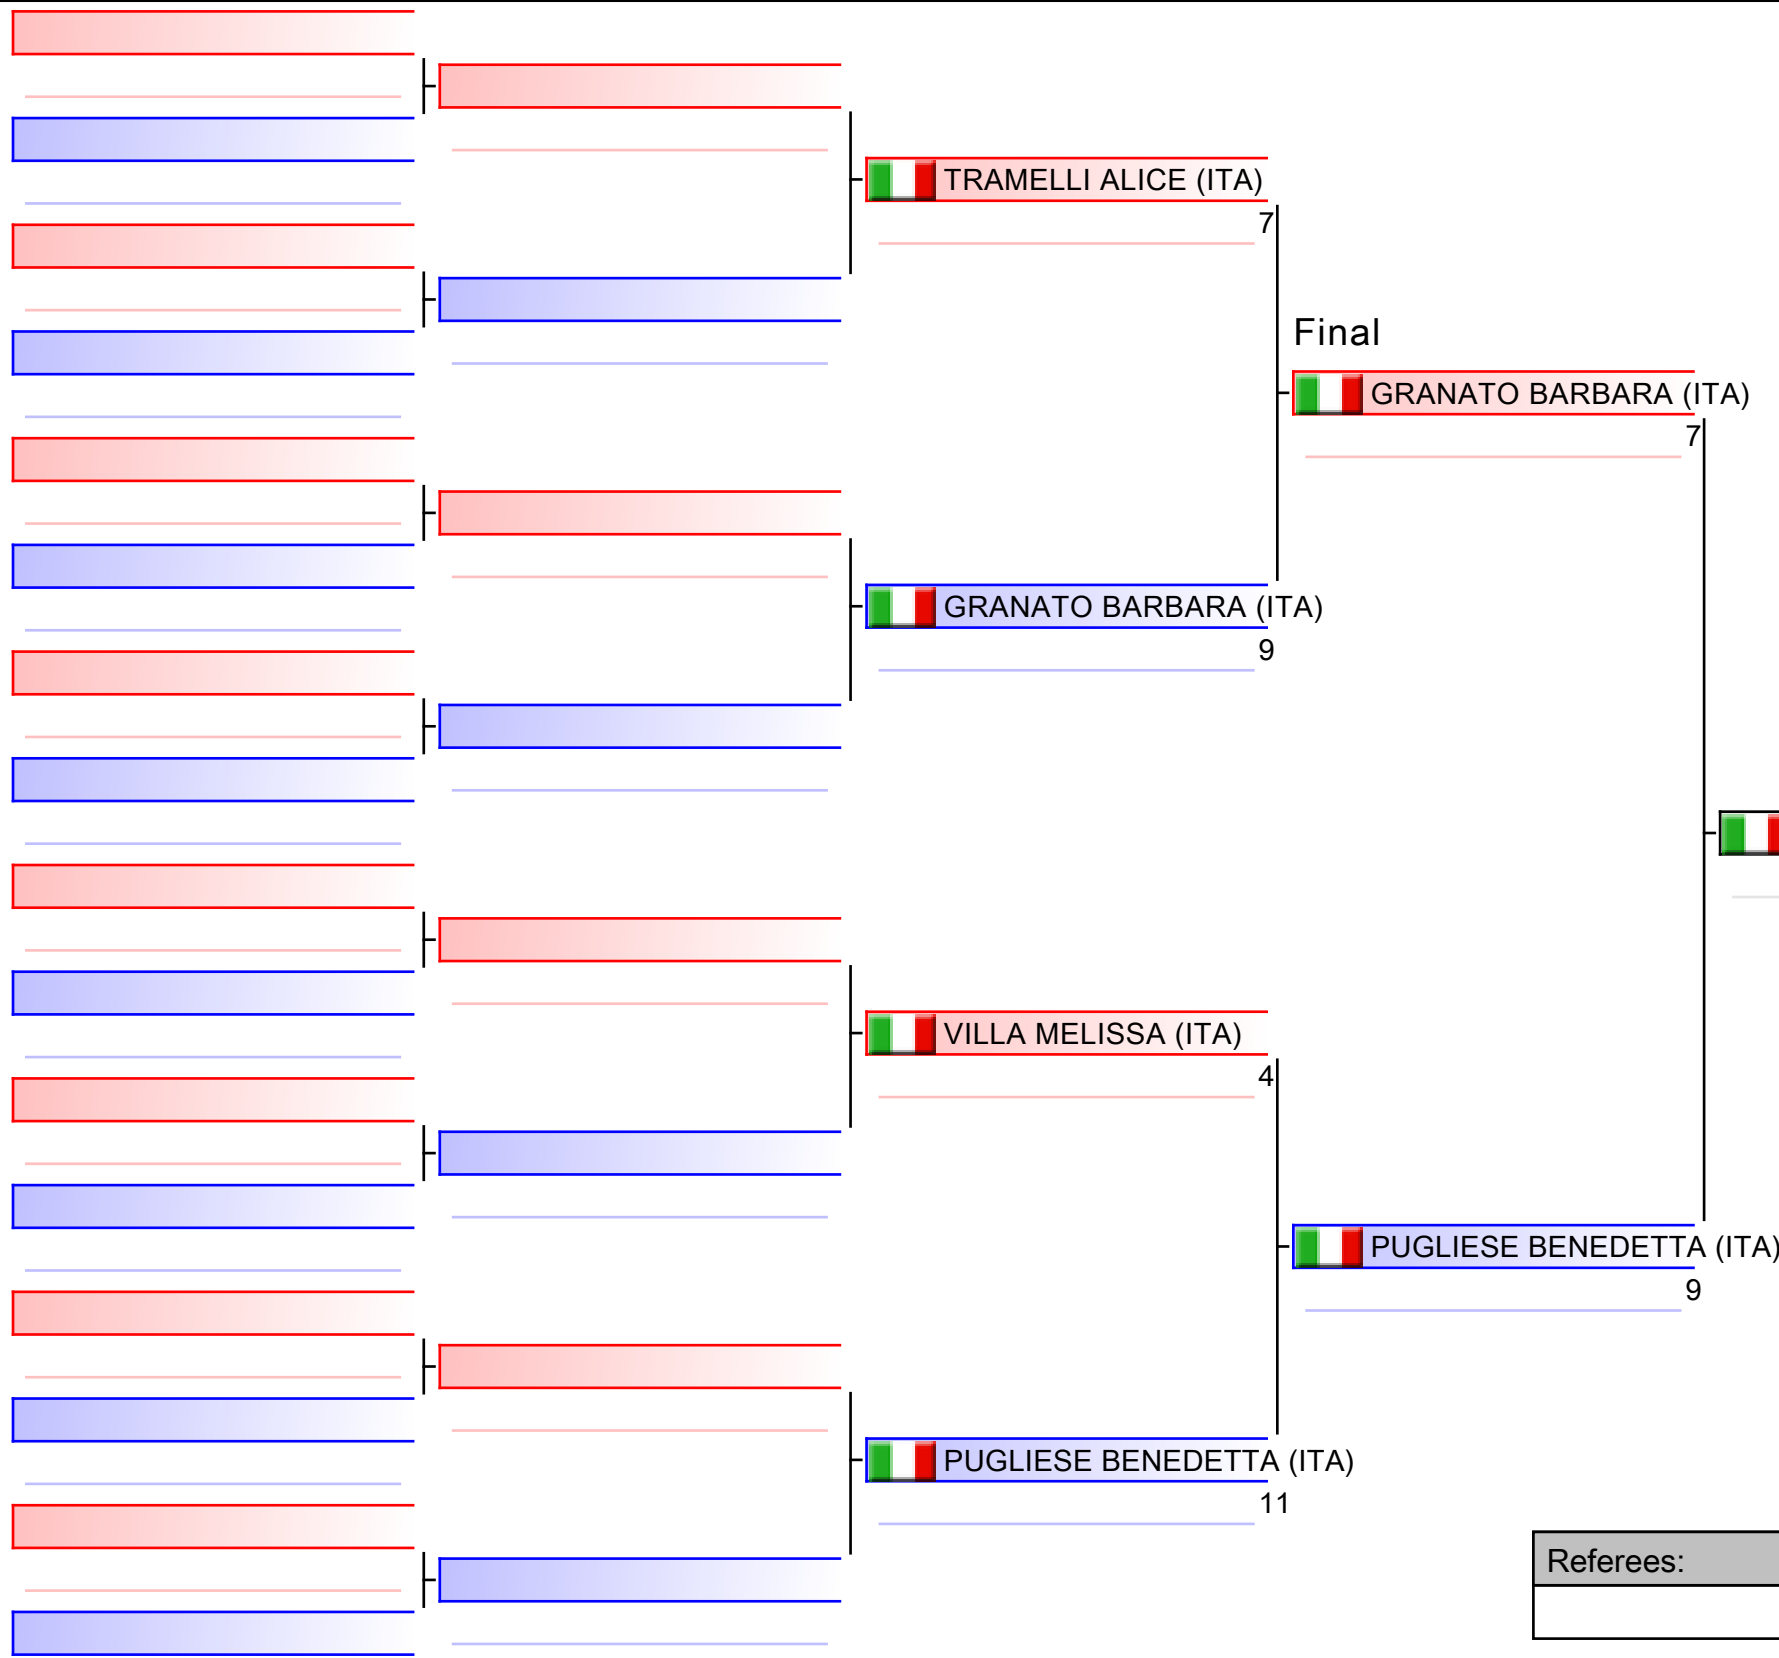 TRAMELLI ALICE (ITA)
7
Final
GRANATO BARBARA (ITA)
7
GRANATO BARBARA (ITA)
9
VILLA MELISSA (ITA)
4
PUGLIESE BENEDETTA (ITA)
9
PUGLIESE BENEDETTA (ITA)
11
Referees: